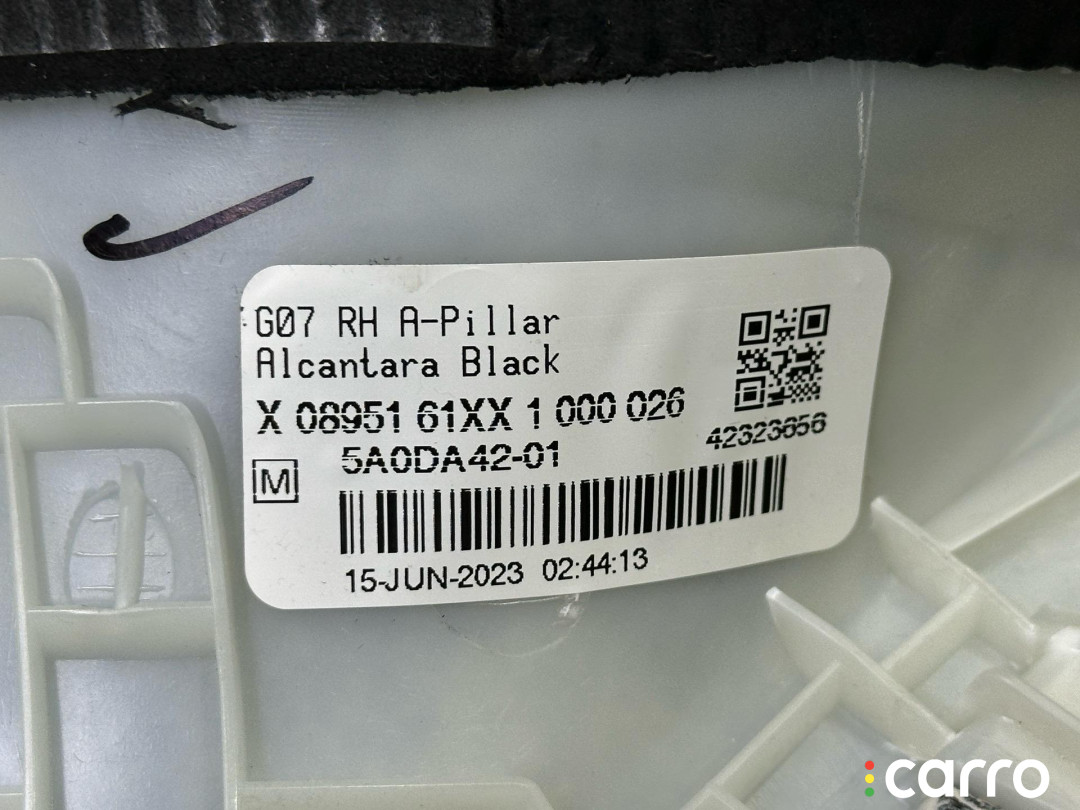 G07 RH A-Pillar
Alcantara Black
X 08951 61XX 1 000 026
42323656
5A0DA42-01
M
15-JUN-2023 02:44:13
carro